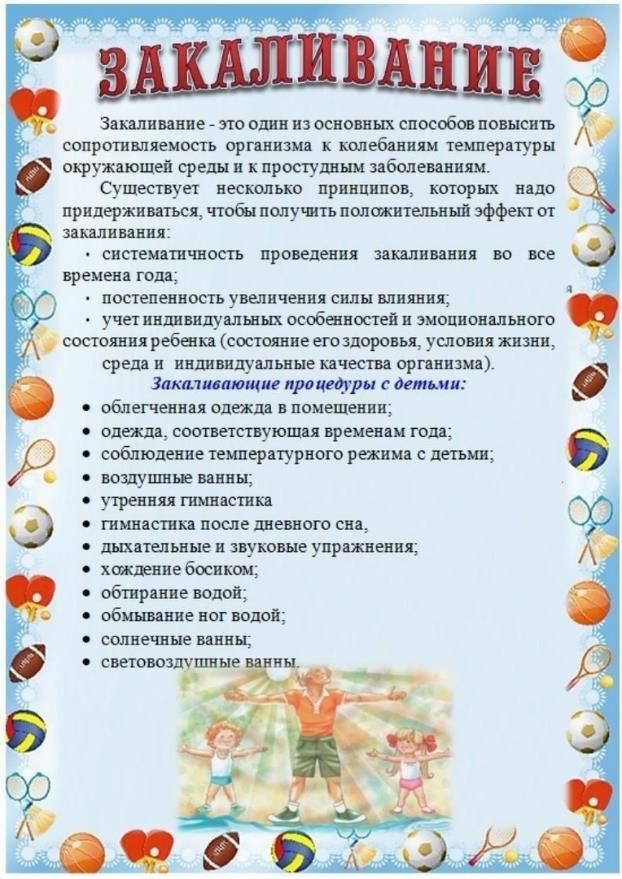 ЗАКАЛИВАНИЕ
Закаливание - это один из основных способов повысить
сопротивляемость организма к колебаниям температуры
окружающей среды и к простудным заболеваниям.
Существует несколько принципов, которых надо
придерживаться, чтобы получить положительный эффект от
закаливания:
· систематичность проведения закаливания во все
времена года;
· постепенность увеличения силы влияния;
· учет индивидуальных особенностей и эмоционального
состояния ребенка (состояние его здоровья, условия жизни,
среда и индивидуальные качества организма).
Закаливающие процедуры с детьми:
• облегченная одежда в помещении;
• одежда, соответствующая временам года;
• соблюдение температурного режима с детьми;
• воздушные ванны;
• утренняя гимнастика
• гимнастика после дневного сна,
• дыхательные и звуковые упражнения;
• хождение босиком;
• обтирание водой;
• обмывание ног водой;
• солнечные ванны;
• световоздушные ванны.